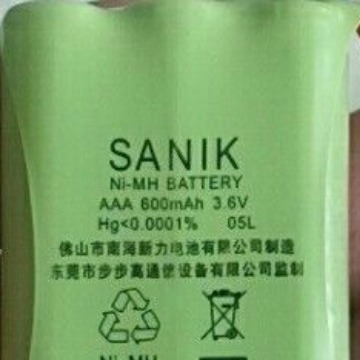 SANIK
Ni-MH BATTERY
AAA 600mAh 3.6V
Hg<0.0001% 05L
佛山市南海新力电池有限公司制造
东莞市步步高通信设备有限公司监制
Ni-MH